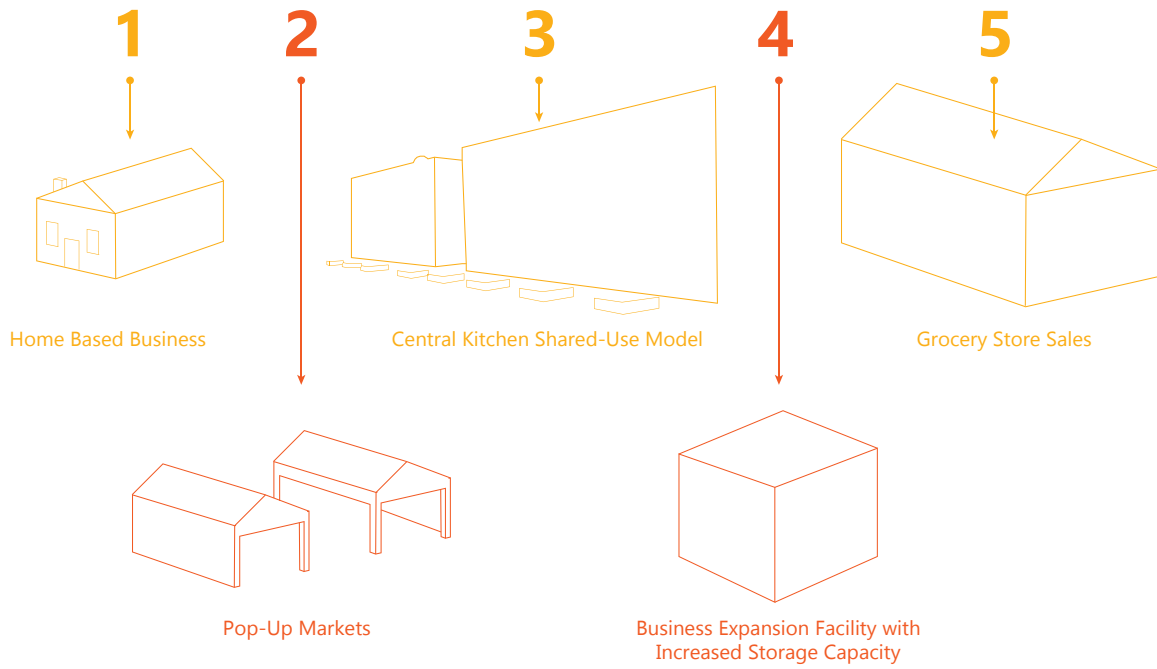 1
2
3
4
5
Home Based Business
Central Kitchen Shared-Use Model
Grocery Store Sales
Pop-Up Markets
Business Expansion Facility with
Increased Storage Capacity